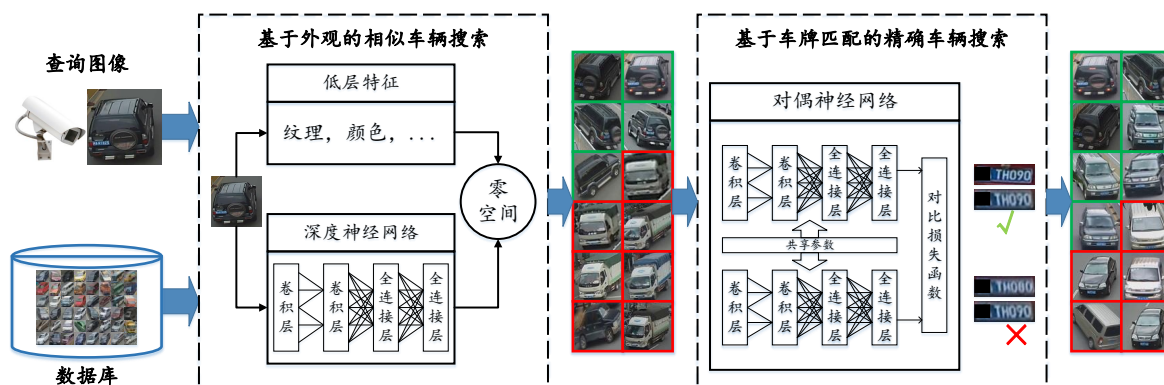 查询图像
数据库
基于外观的相似车辆搜索
低层特征
纹理，颜色，...
深度神经网络
卷积层
卷积层
全连接层
全连接层
零空间
基于车牌匹配的精确车辆搜索
对偶神经网络
卷积层
卷积层
全连接层
全连接层
共享参数
卷积层
卷积层
全连接层
全连接层
对比损失函数
TH090
TH090
TH080
TH090